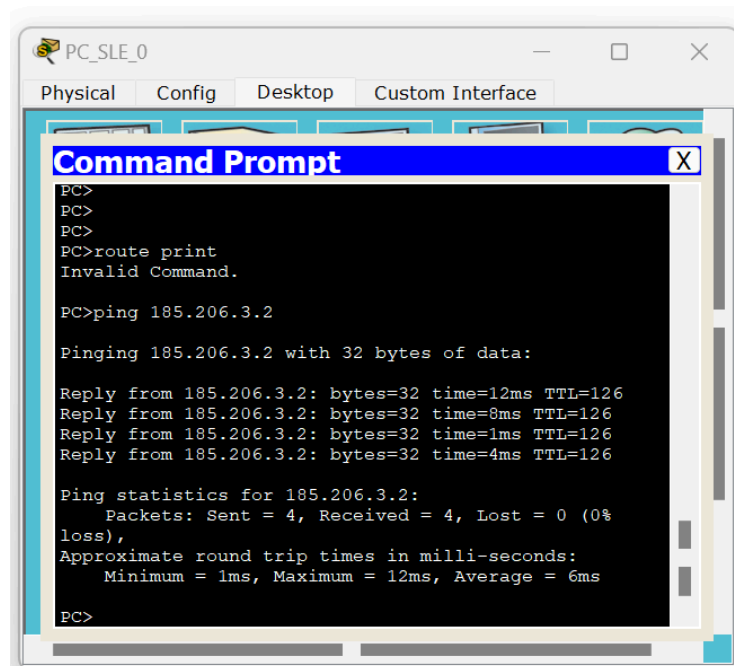 PC_SLE_0
Physical Config Desktop Custom Interface
Command Prompt
X
PC>
PC>
PC>
PC>route print
Invalid Command.
PC>ping 185.206.3.2
Pinging 185.206.3.2 with 32 bytes of data:
Reply from 185.206.3.2: bytes=32 time=12ms TTL=126
Reply from 185.206.3.2: bytes=32 time=8ms TTL=126
Reply from 185.206.3.2: bytes=32 time=1ms TTL=126
Reply from 185.206.3.2: bytes=32 time=4ms TTL=126
Ping statistics for 185.206.3.2:
Packets: Sent = 4, Received = 4, Lost = 0 (0%
loss),
Approximate round trip times in milli-seconds:
Minimum = 1ms, Maximum = 12ms, Average = 6ms
PC>